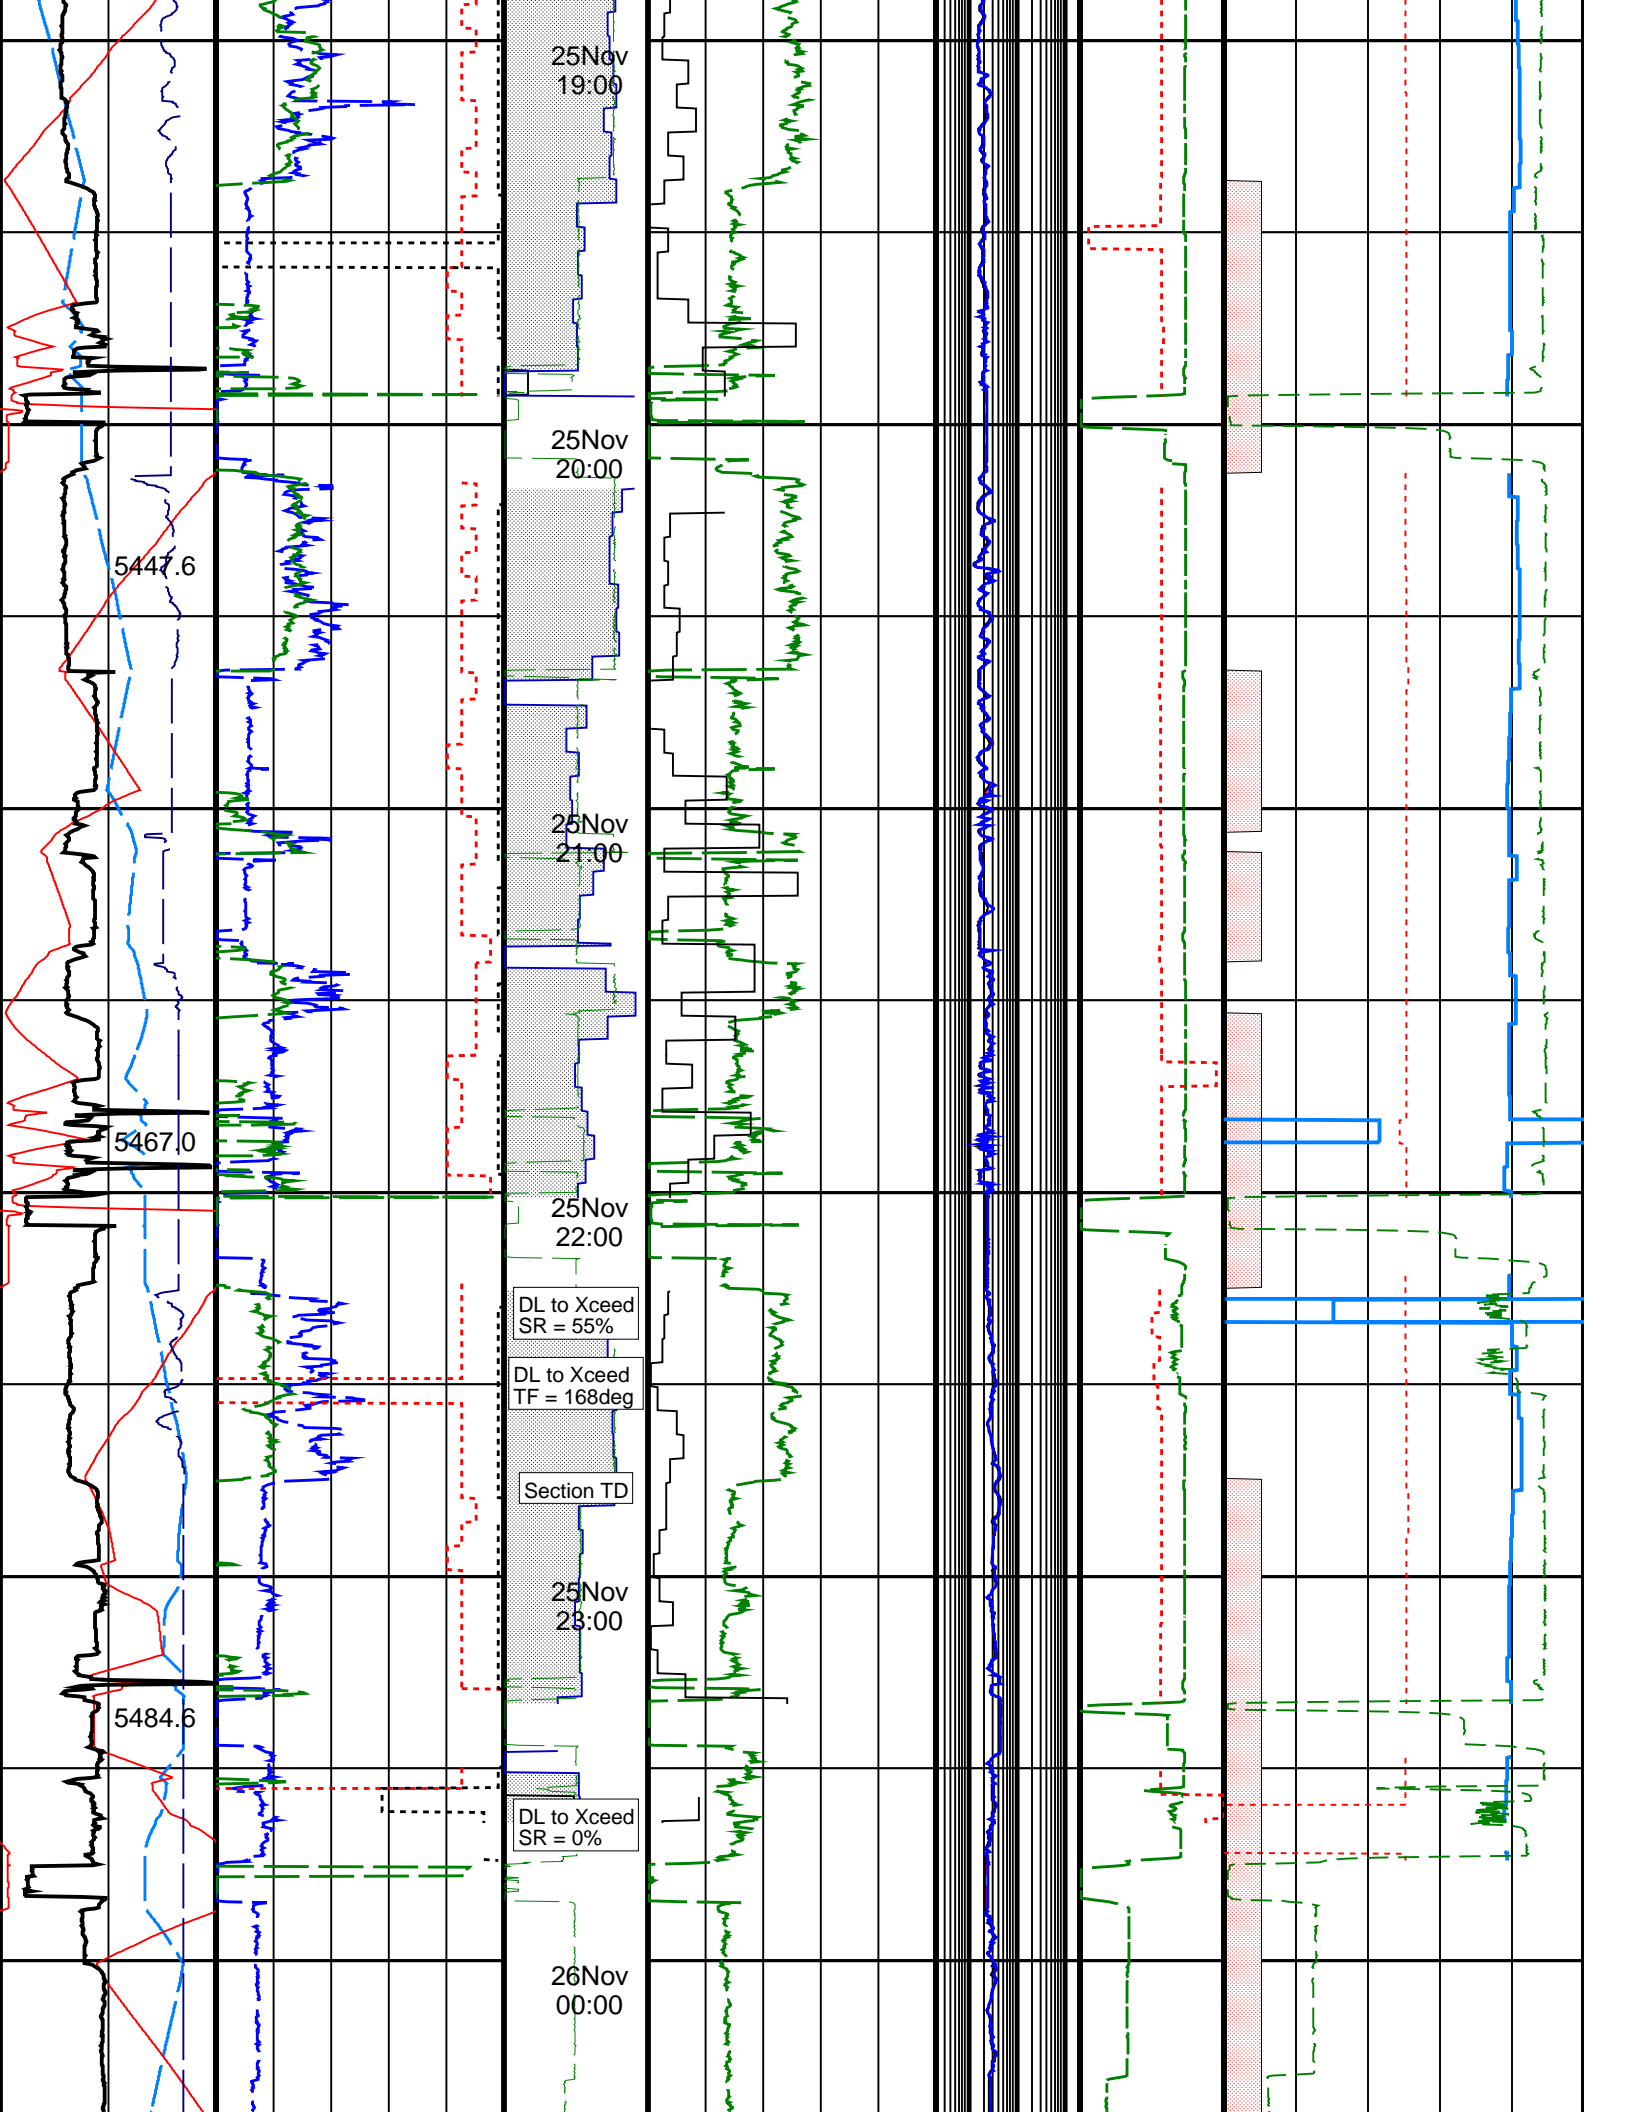 25Nov
19:00
25Nov
20:00
5447.6
25Nov
21:00
5467.0
25Nov
22:00
DL to Xceed
SR = 55%
DL to Xceed
TF = 168deg
Section TD
25Nov
23:00
5484.6
DL to Xceed
SR = 0%
26Nov
00:00